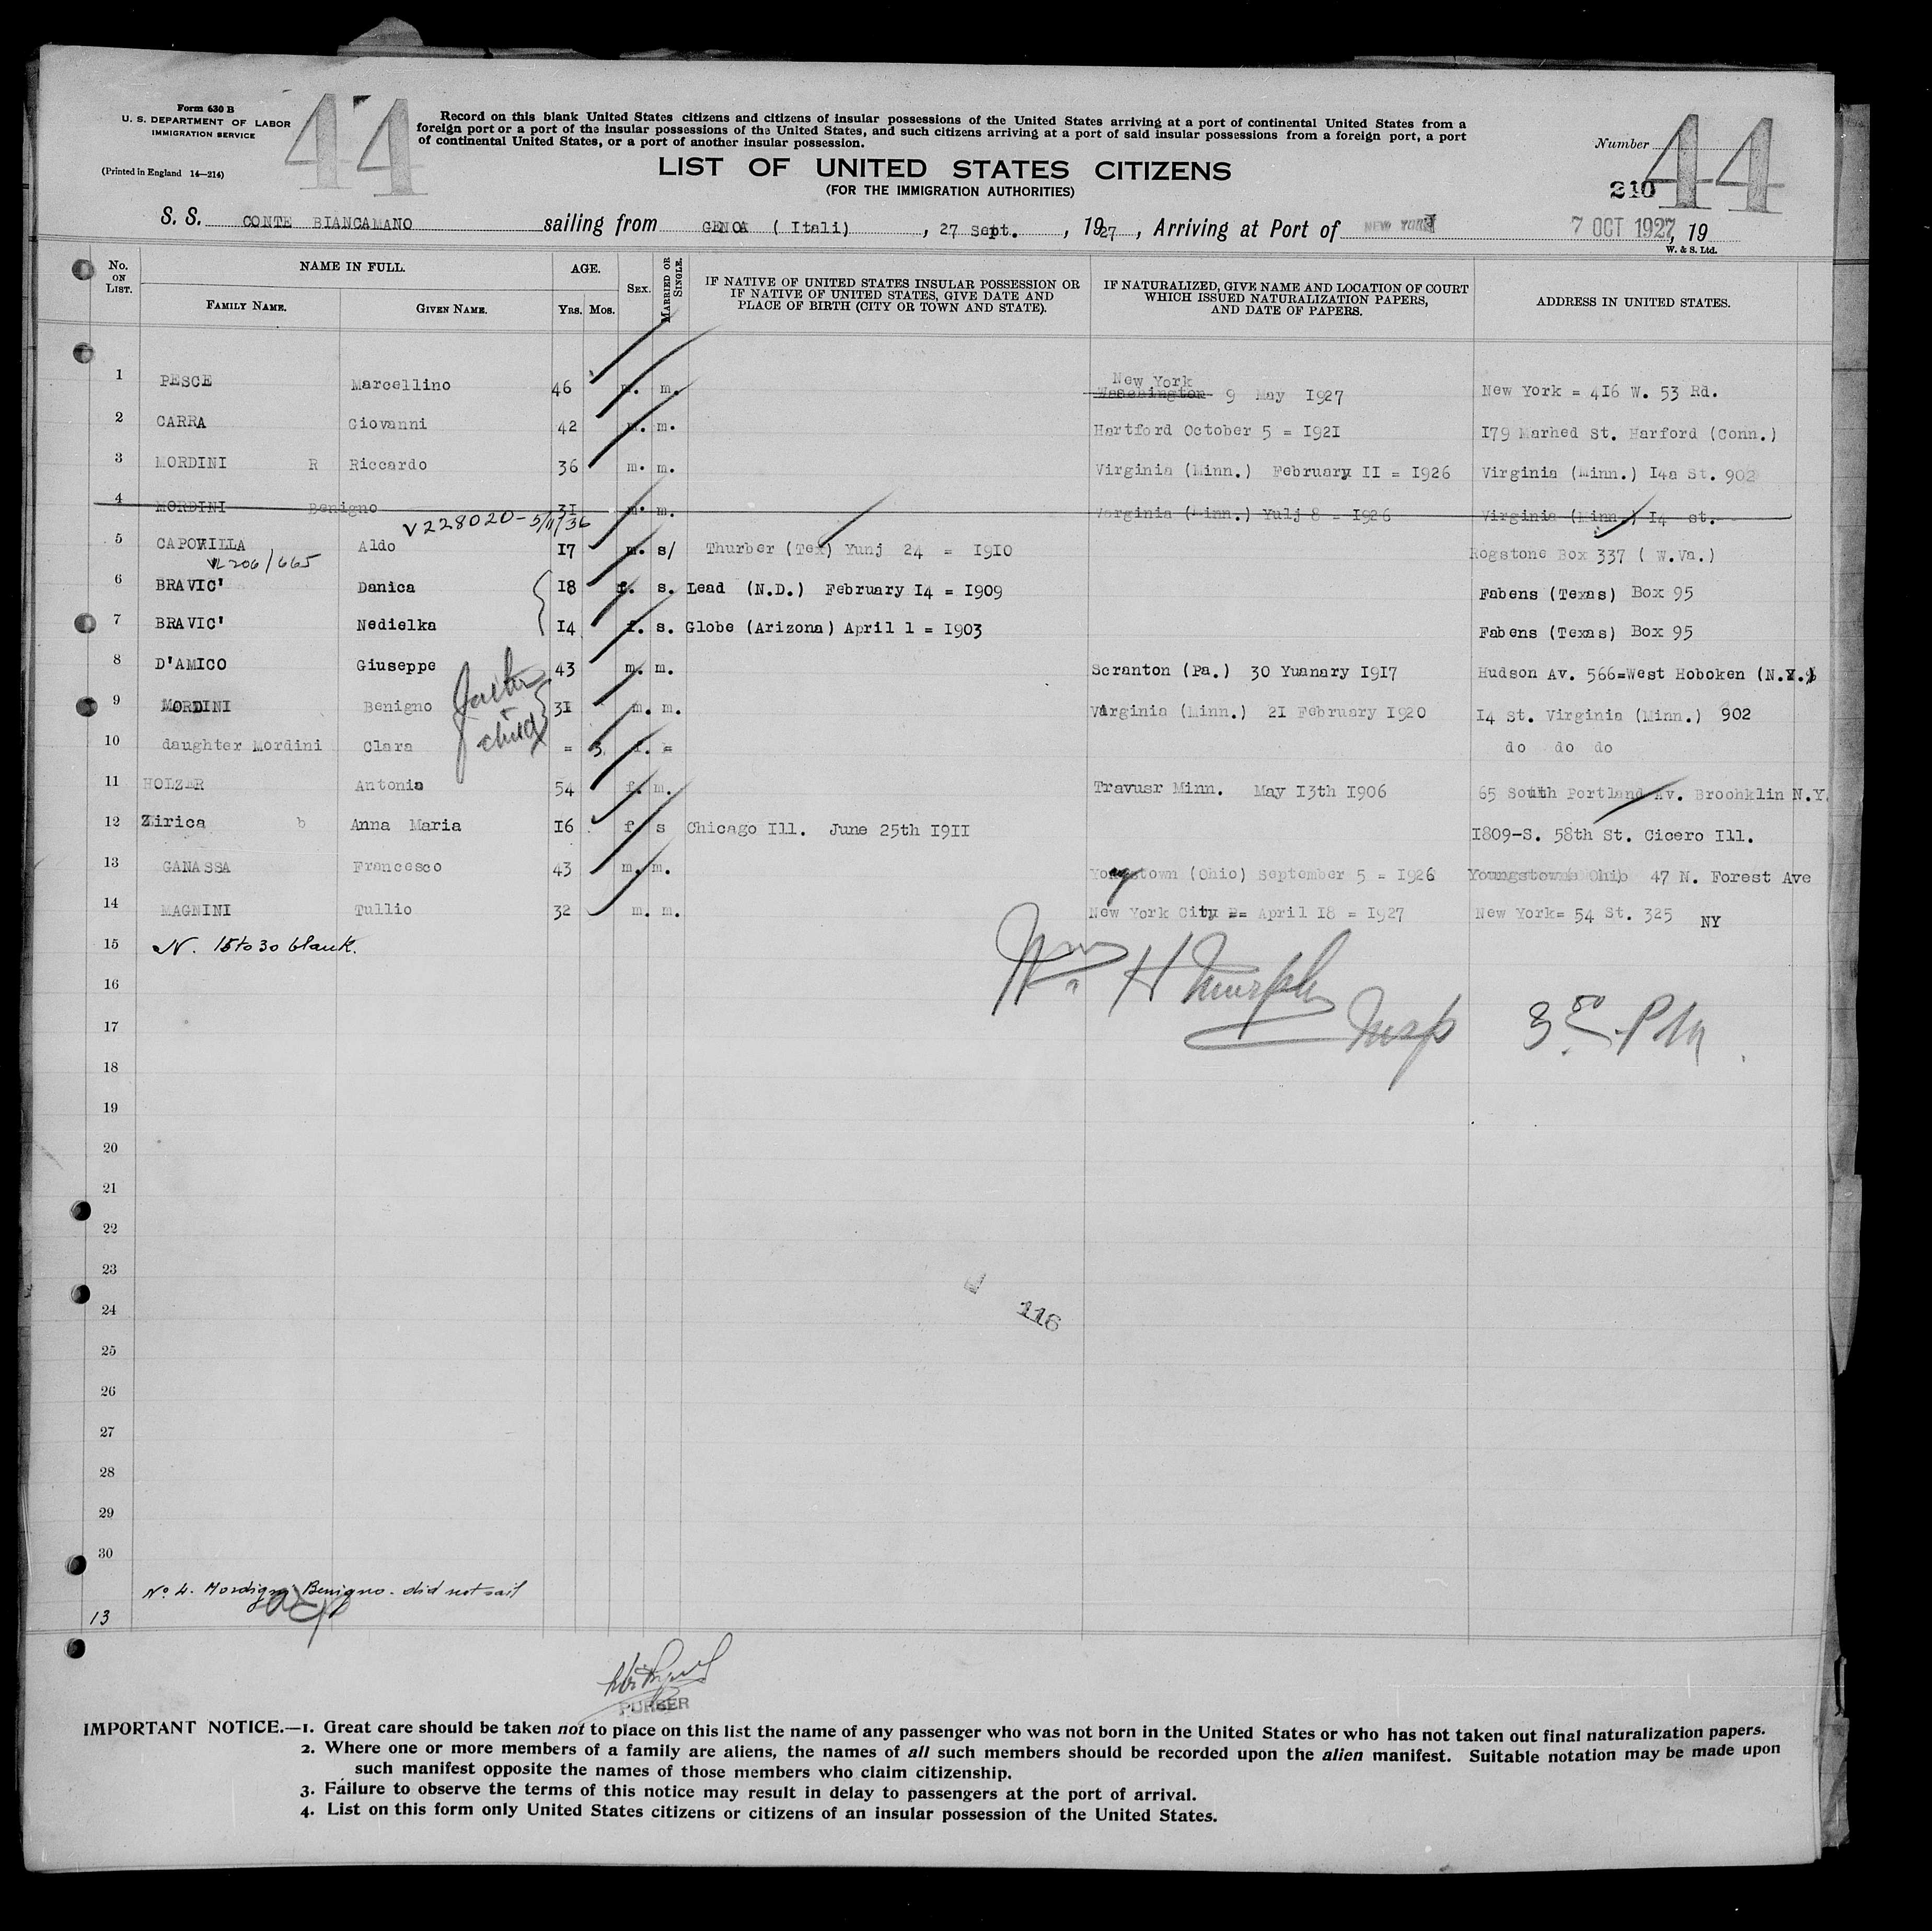 Form 630 B
U. S. DEPARTMENT OF LABOR
IMMIGRATION SERVICE
(Printed in England 14—214)
44
Record on this blank United States citizens and citizens of insular possessions of the United States arriving at a port of continental United States from a
foreign port or a port of the insular possessions of the United States, and such citizens arriving at a port of said insular possessions from a foreign port, a port
of continental United States, or a port of another insular possession.
LIST OF UNITED STATES CITIZENS
(FOR THE IMMIGRATION AUTHORITIES)
Number 44
210
S. S. CONTE BIANCAMANO sailing from GENOA ( Itali) , 27 sept. , 1927 , Arriving at Port of NEW YORK 7 OCT 1927, 19
W. & S. Ltd.
No. ON LIST. NAME IN FULL. AGE. SEX. MARRIED OR SINGLE. IF NATIVE OF UNITED STATES INSULAR POSSESSION OR IF NATIVE OF UNITED STATES, GIVE DATE AND PLACE OF BIRTH (CITY OR TOWN AND STATE). IF NATURALIZED, GIVE NAME AND LOCATION OF COURT WHICH ISSUED NATURALIZATION PAPERS, AND DATE OF PAPERS. ADDRESS IN UNITED STATES.
FAMILY NAME. GIVEN NAME. YRS. MOS.
1 PESCE Marcellino 46 m. m. New York Washington 9 May 1927 New York = 416 W. 53 Rd.
2 CARRA Giovanni 42 m. m. Hartford October 5 = 1921 179 Marhed St. Harford (Conn.)
3 MORDINI R Riccardo 36 m. m. Virginia (Minn.) February 11 = 1926 Virginia (Minn.) 14a St. 902
4 MORDINI Benigno 31 m. m. Varginia (Minn.) Yulj 8 = 1926 Virginia (Minn.) 14 st.
V228020-5/11/36
5 CAPOVILLA Aldo 17 m. s/ Thurber (Tex) Yunj 24 = 1910 Rogstone Box 337 ( W.Va.)
VL 206/665
6 BRAVIC' Danica 18 f. s. Lead (N.D.) February 14 = 1909 Fabens (Texas) Box 95
7 BRAVIC' Nedielka 14 f. s. Globe (Arizona) April 1 = 1903 Fabens (Texas) Box 95
8 D'AMICO Giuseppe 43 m. m. Scranton (Pa.) 30 Yuanary 1917 Hudson Av. 566=West Hoboken (N.Y.)
9 MORDINI Benigno 31 m. m. Varginia (Minn.) 21 February 1920 14 St. Virginia (Minn.) 902
child
10 daughter Mordini Clara = 3 f. = do do do
11 HOLZER Antonia 54 f. m. Travusr Minn. May 13th 1906 65 South Portland Av. Broohklin N.Y.
12 Zirica b Anna Maria 16 f. s Chicago Ill. June 25th 1911 1809-S. 58th St. Cicero Ill.
13 GANASSA Francesco 43 m. m. Yongstown (Ohio) September 5 = 1926 Youngstown Ohio 47 N. Forest Ave
14 MAGNINI Tullio 32 m. m. New York City = April 18 = 1927 New York= 54 St. 325 NY
15 N. 15 to 30 blank.
Wm H Murphy Insp 3 50 P M
16
17
18
19
20
21
22
23
24
116
25
26
27
28
29
30
No 4. Mordigni Benigno. did not sail
13
PURSER
IMPORTANT NOTICE.—1. Great care should be taken not to place on this list the name of any passenger who was not born in the United States or who has not taken out final naturalization papers.
2. Where one or more members of a family are aliens, the names of all such members should be recorded upon the alien manifest. Suitable notation may be made upon
such manifest opposite the names of those members who claim citizenship.
3. Failure to observe the terms of this notice may result in delay to passengers at the port of arrival.
4. List on this form only United States citizens or citizens of an insular possession of the United States.